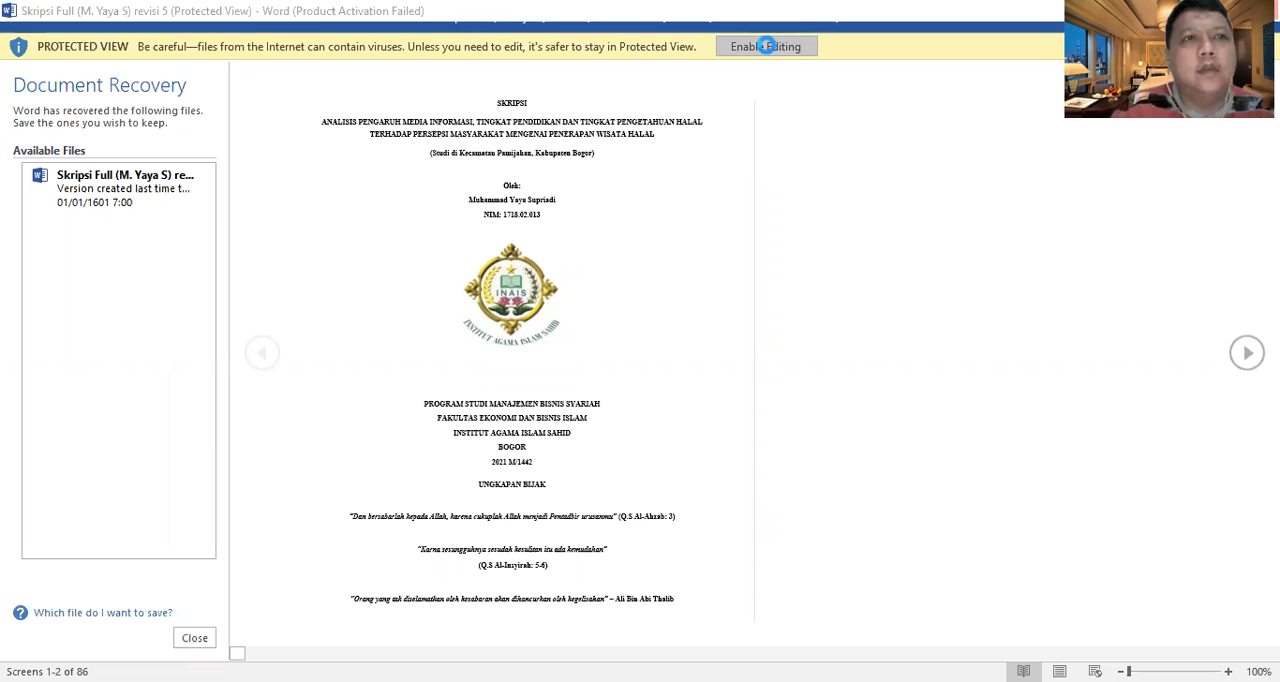 Skripsi Full (M. Yaya S) revisi 5 (Protected View) - Word (Product Activation Failed)
PROTECTED VIEW Be careful—files from the Internet can contain viruses. Unless you need to edit, it's safer to stay in Protected View. Enable Editing
Document Recovery
Word has recovered the following files.
Save the ones you wish to keep.
Available Files
Skripsi Full (M. Yaya S) re...
Version created last time t...
01/01/1601 7:00
Which file do I want to save?
Close
SKRIPSI
ANALISIS PENGARUH MEDIA INFORMASI, TINGKAT PENDIDIKAN DAN TINGKAT PENGETAHUAN HALAL
TERHADAP PERSEPSI MASYARAKAT MENGENAI PENERAPAN WISATA HALAL
(Studi di Kecamatan Pamijahan, Kabupaten Bogor)
Oleh:
Muhammad Yaya Supriadi
NIM: 1718.02.013
INAIS
INSTITUT AGAMA ISLAM SAHID
PROGRAM STUDI MANAJEMEN BISNIS SYARIAH
FAKULTAS EKONOMI DAN BISNIS ISLAM
INSTITUT AGAMA ISLAM SAHID
BOGOR
2021 M/1442
UNGKAPAN BIJAK
"Dan bersabarlah kepada Allah, karena cukuplah Allah menjadi Pentadbir urusanmu" (Q.S Al-Ahzab: 3)
"Karna sesungguhnya sesudah kesulitan itu ada kemudahan"
(Q.S Al-Insyirah: 5-6)
"Orang yang tak diselamatkan oleh kesabaran akan dihancurkan oleh kegelisahan" – Ali Bin Abi Thalib
Screens 1-2 of 86
100%